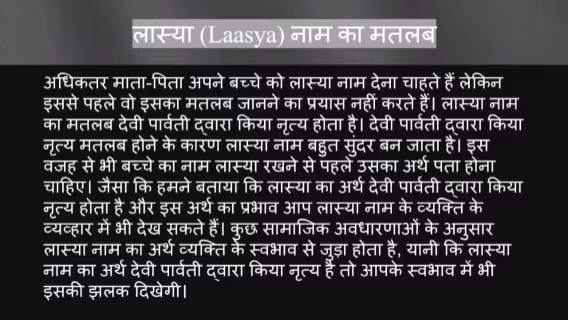 लास्या (Laasya) नाम का मतलब
अधिकतर माता-पिता अपने बच्चे को लास्या नाम देना चाहते हैं लेकिन
इससे पहले वो इसका मतलब जानने का प्रयास नहीं करते हैं। लास्या नाम
का मतलब देवी पार्वती द्वारा किया नृत्य होता है। देवी पार्वती द्वारा किया
नृत्य मतलब होने के कारण लास्या नाम बहुत सुंदर बन जाता है। इस
वजह से भी बच्चे का नाम लास्या रखने से पहले उसका अर्थ पता होना
चाहिए। जैसा कि हमने बताया कि लास्या का अर्थ देवी पार्वती द्वारा किया
नृत्य होता है और इस अर्थ का प्रभाव आप लास्या नाम के व्यक्ति के
व्यव्हार में भी देख सकते हैं। कुछ सामाजिक अवधारणाओं के अनुसार
लास्या नाम का अर्थ व्यक्ति के स्वभाव से जुड़ा होता है, यानी कि लास्या
नाम का अर्थ देवी पार्वती द्वारा किया नृत्य है तो आपके स्वभाव में भी
इसकी झलक दिखेगी।